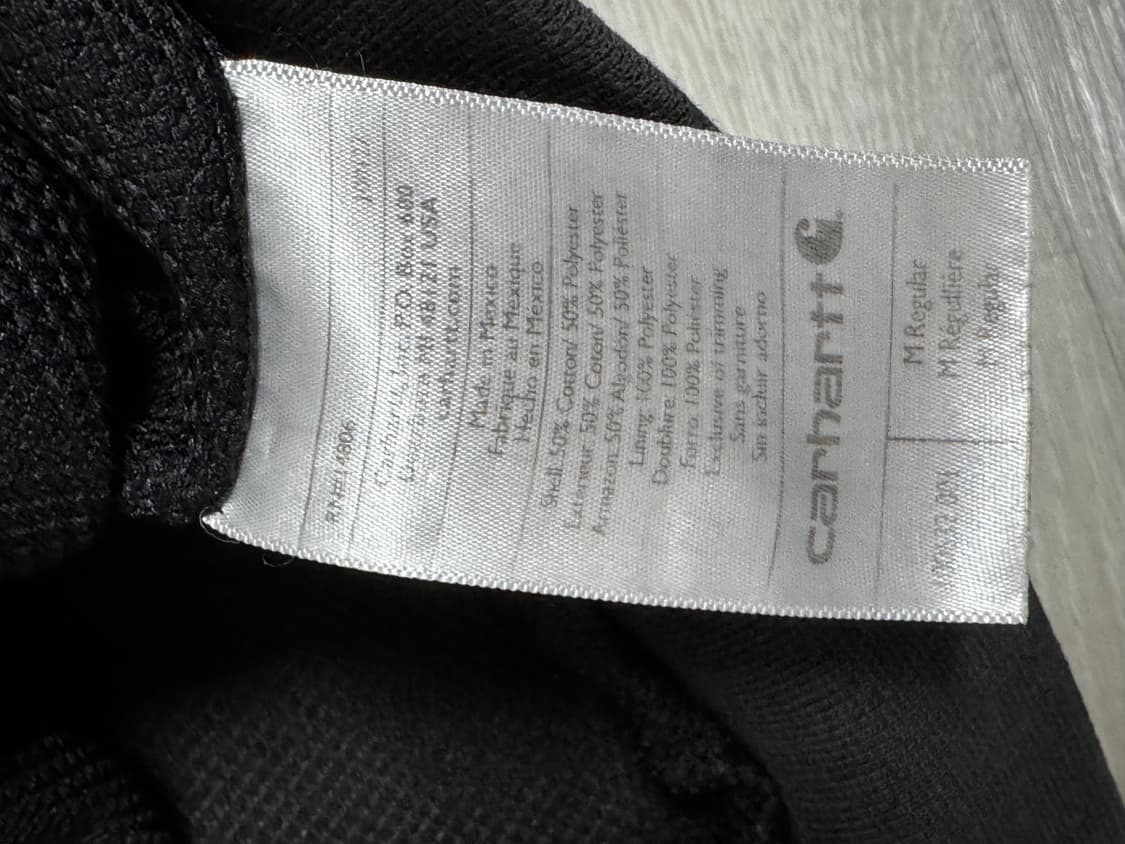 RN#14806
Carhartt, Inc. P.O. Box 600
Dearborn MI 48121 USA
carhartt.com
Made in Mexico
Fabriqué au Mexique
Hecho en México
Shell: 50% Cotton/ 50% Polyester
Extérieur 50% Coton/ 50% Polyester
Armazon 50% Algodon/ 50% Poliéster
Lining: 100% Polyester
Doublure: 100% Polyester
Forro: 100% Poliester
Exclusive of trimming
Sans garniture
Sin incluir adorno
carhartt
M Regular
M Régulière
M Regular